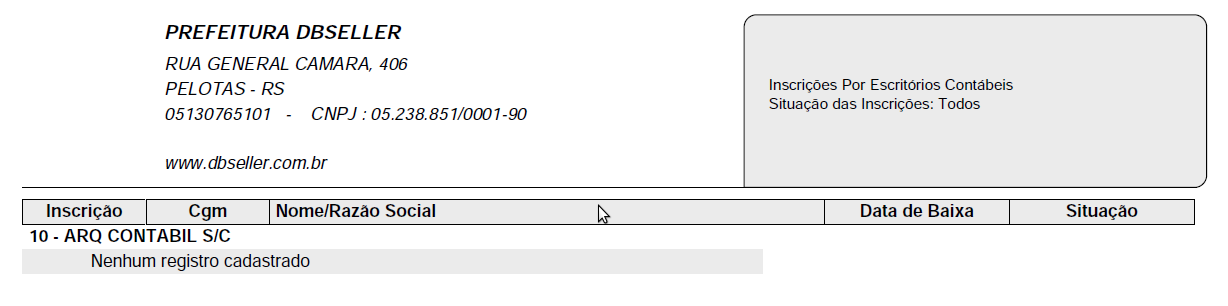 PREFEITURA DBSELLER
RUA GENERAL CAMARA, 406
PELOTAS - RS
05130765101 - CNPJ : 05.238.851/0001-90
www.dbseller.com.br
Inscrições Por Escritórios Contábeis
Situação das Inscrições: Todos
Inscrição Cgm Nome/Razão Social Data de Baixa Situação
10 - ARQ CONTABIL S/C
Nenhum registro cadastrado